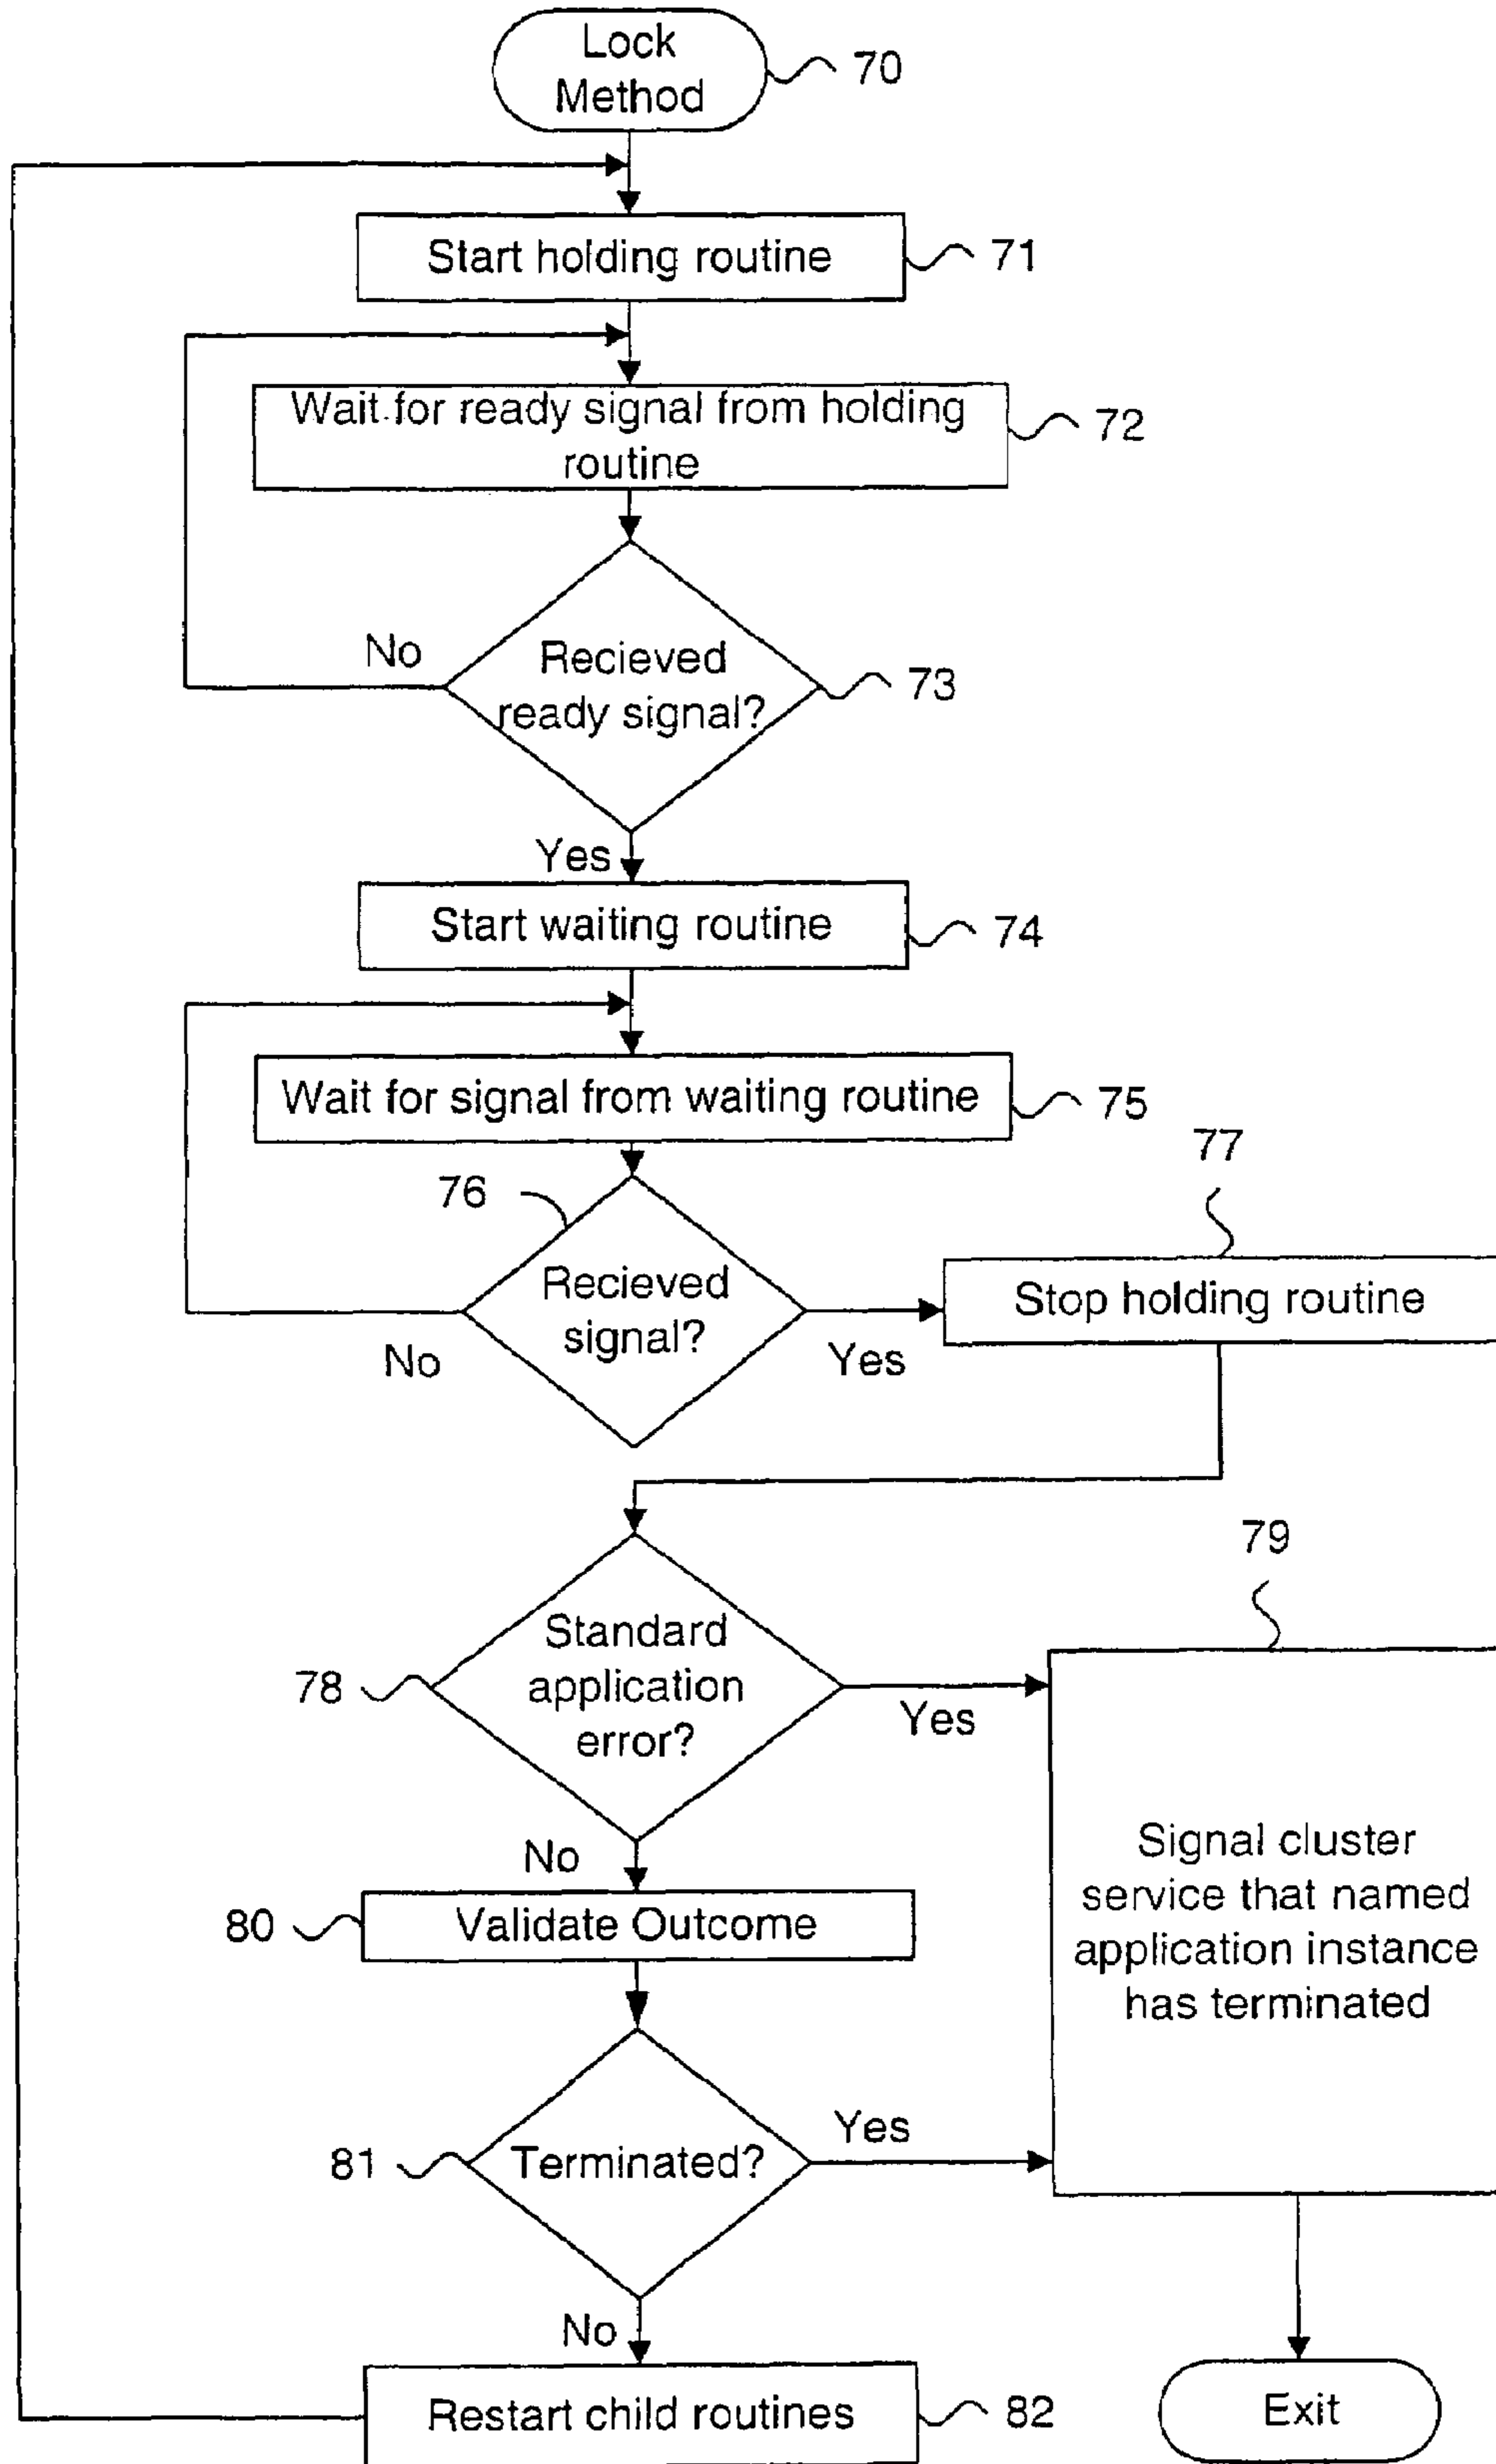 Lock
Method
70
Start holding routine
71
Wait for ready signal from holding
routine
72
No
Recieved
ready signal?
73
Yes
Start waiting routine
74
Wait for signal from waiting routine
75
76
77
Recieved
signal?
Stop holding routine
No
Yes
79
Standard
application
error?
78
Yes
Signal cluster
service that named
application instance
has terminated
No
80
Validate Outcome
81
Terminated?
Yes
No
Restart child routines
82
Exit